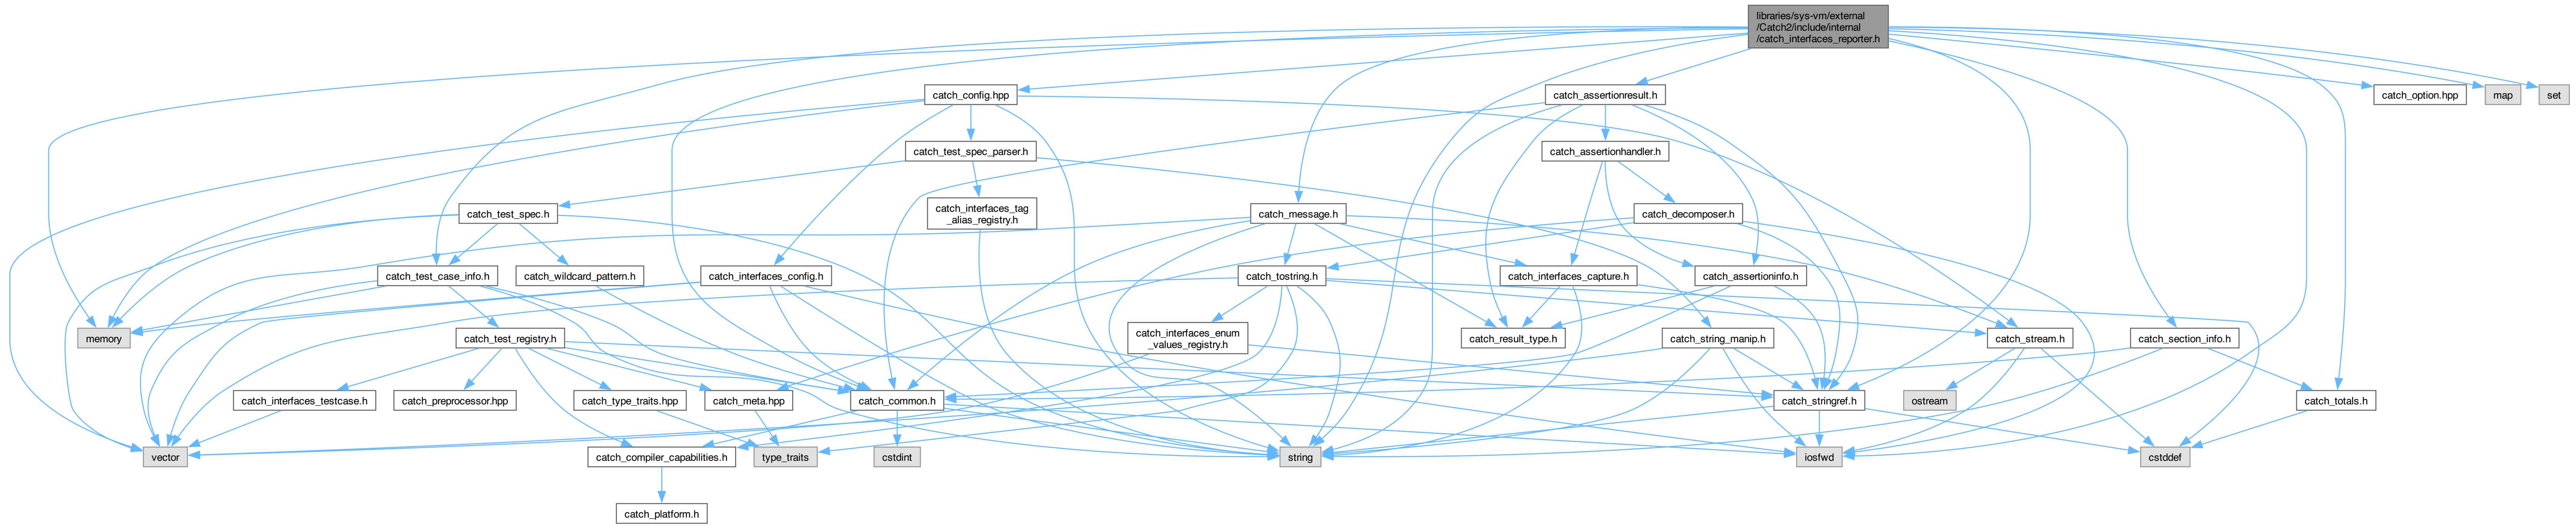 libraries/sys-vm/external
/Catch2/include/internal
/catch_interfaces_reporter.h
catch_config.hpp
catch_assertionresult.h
catch_option.hpp
map
set
catch_test_spec_parser.h
catch_assertionhandler.h
catch_test_spec.h
catch_interfaces_tag
_alias_registry.h
catch_message.h
catch_decomposer.h
catch_test_case_info.h
catch_wildcard_pattern.h
catch_interfaces_config.h
catch_tostring.h
catch_interfaces_capture.h
catch_assertioninfo.h
memory
catch_test_registry.h
catch_interfaces_enum
_values_registry.h
catch_result_type.h
catch_string_manip.h
catch_stream.h
catch_section_info.h
catch_interfaces_testcase.h
catch_preprocessor.hpp
catch_type_traits.hpp
catch_meta.hpp
catch_common.h
catch_stringref.h
ostream
catch_totals.h
vector
catch_compiler_capabilities.h
type_traits
cstdint
string
iosfwd
cstddef
catch_platform.h